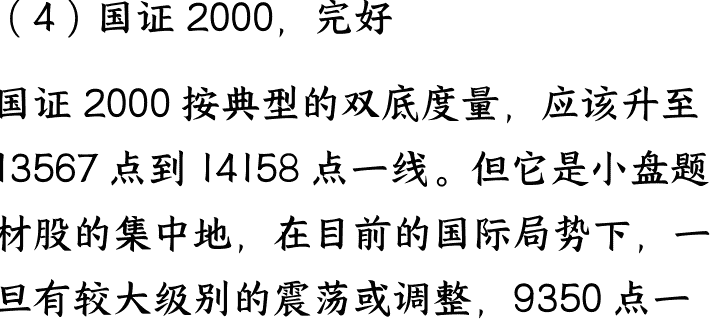 （4）国证 2000，完好
国证 2000 按典型的双底度量，应该升至
13567 点到 14158 点一线。但它是小盘题
材股的集中地，在目前的国际局势下，一
旦有较大级别的震荡或调整，9350 点一